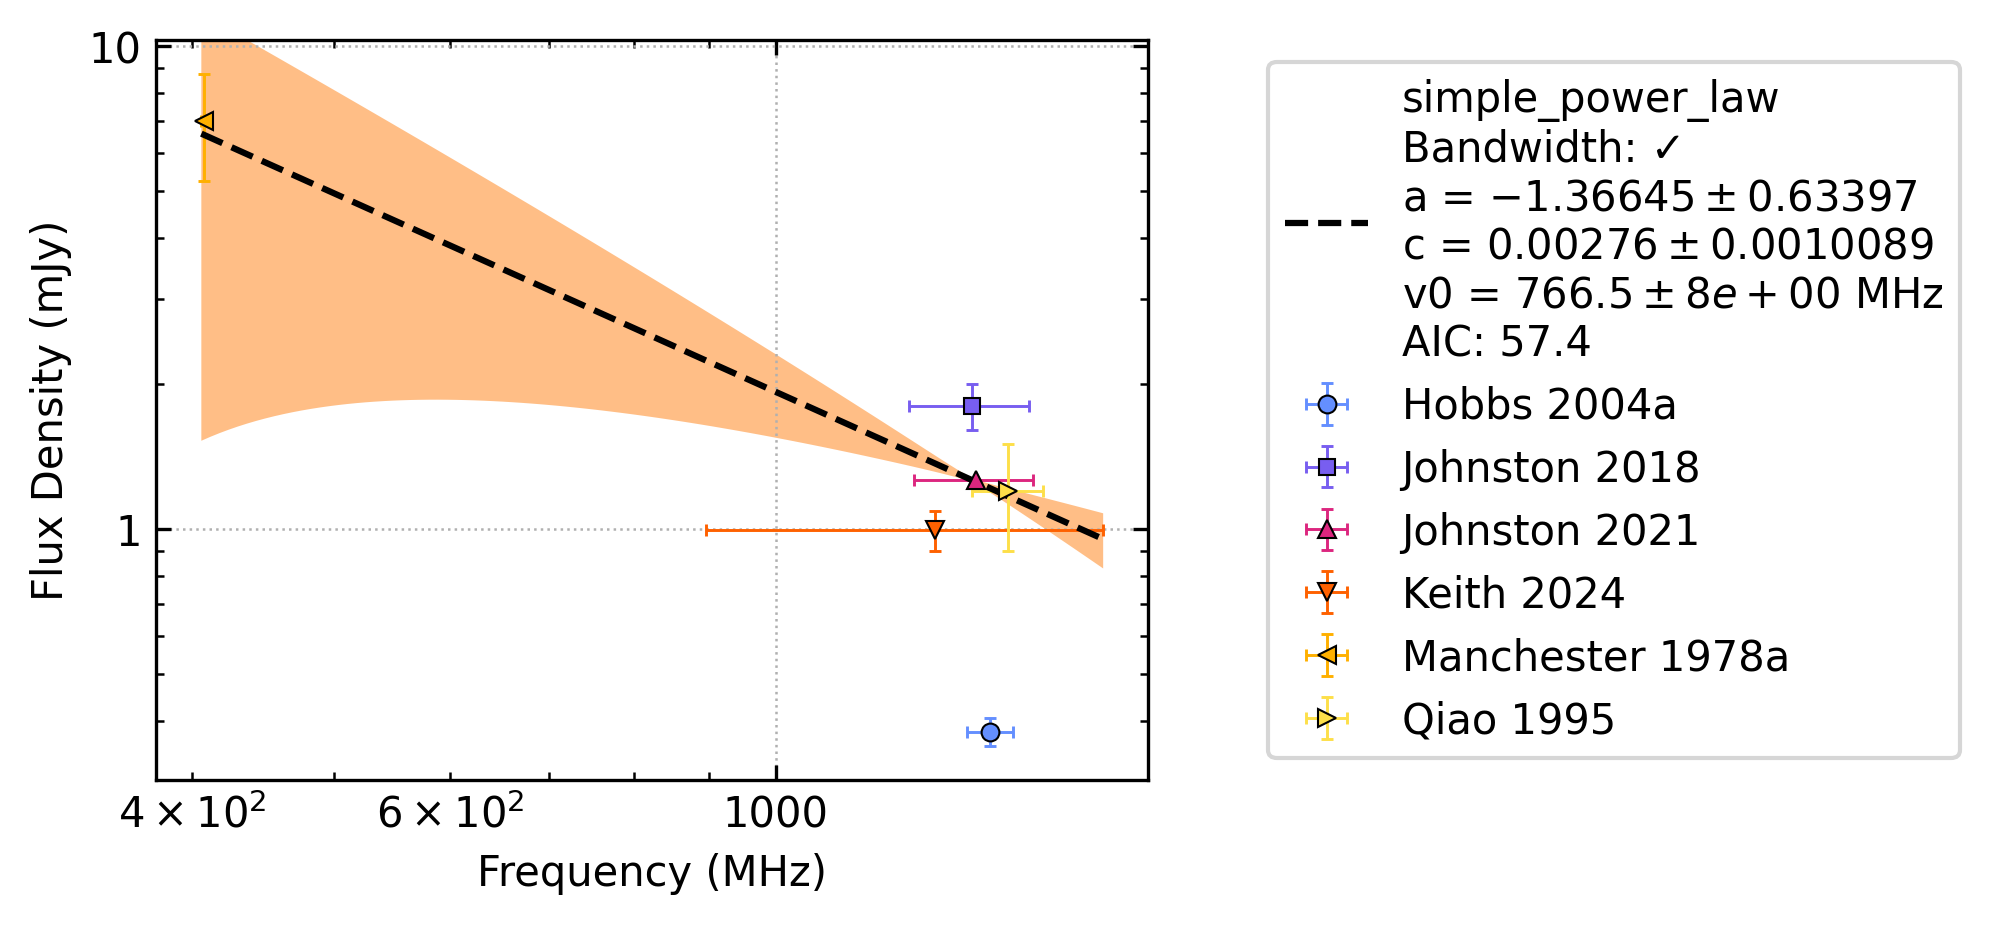 10
1
Flux Density (mJy)
4 × 10²
6 × 10²
1000
Frequency (MHz)
simple_power_law
Bandwidth: ✓
a = −1.36645 ± 0.63397
c = 0.00276 ± 0.0010089
v0 = 766.5 ± 8e + 00 MHz
AIC: 57.4
Hobbs 2004a
Johnston 2018
Johnston 2021
Keith 2024
Manchester 1978a
Qiao 1995